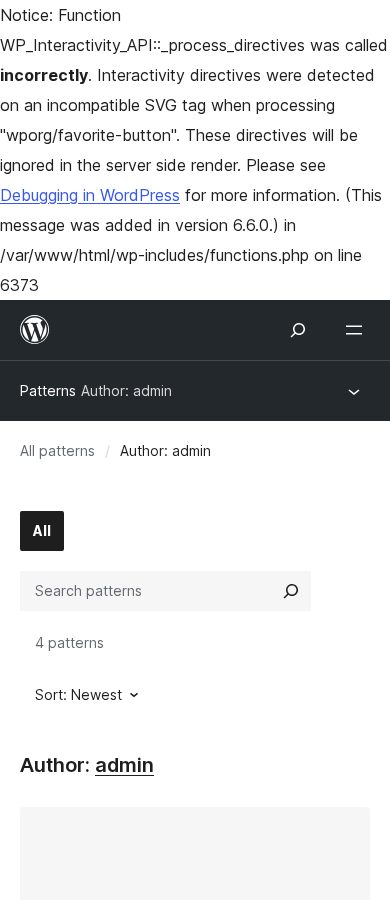 Notice: Function
WP_Interactivity_API::_process_directives was called
incorrectly. Interactivity directives were detected
on an incompatible SVG tag when processing
"wporg/favorite-button". These directives will be
ignored in the server side render. Please see
Debugging in WordPress for more information. (This
message was added in version 6.6.0.) in
/var/www/html/wp-includes/functions.php on line
6373
Patterns Author: admin
All patterns / Author: admin
All
Search patterns
4 patterns
Sort: Newest
Author: admin